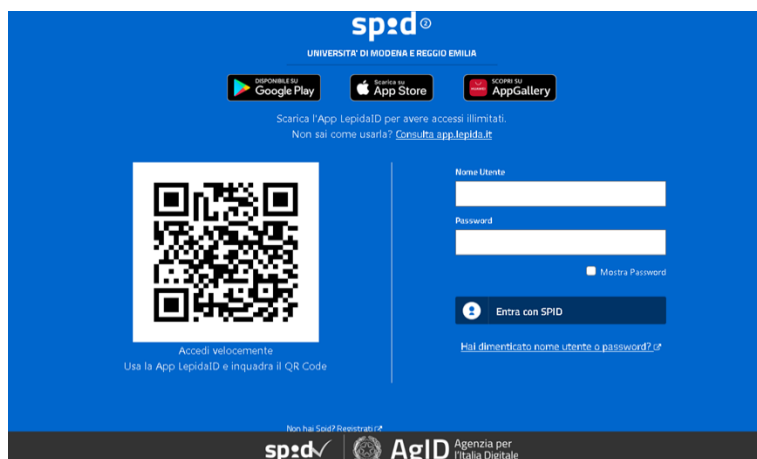 spid 2
UNIVERSITA' DI MODENA E REGGIO EMILIA
DISPONIBILE SU
Google Play
Scarica su
App Store
SCOPRI SU
AppGallery
Scarica l'App LepidaID per avere accessi illimitati.
Non sai come usarla? Consulta app.lepida.it
Accedi velocemente
Usa la App LepidaID e inquadra il QR Code
Nome Utente
Password
Mostra Password
Entra con SPID
Hai dimenticato nome utente o password?
Non hai Spid? Registrati
spid
AgID Agenzia per
l'Italia Digitale